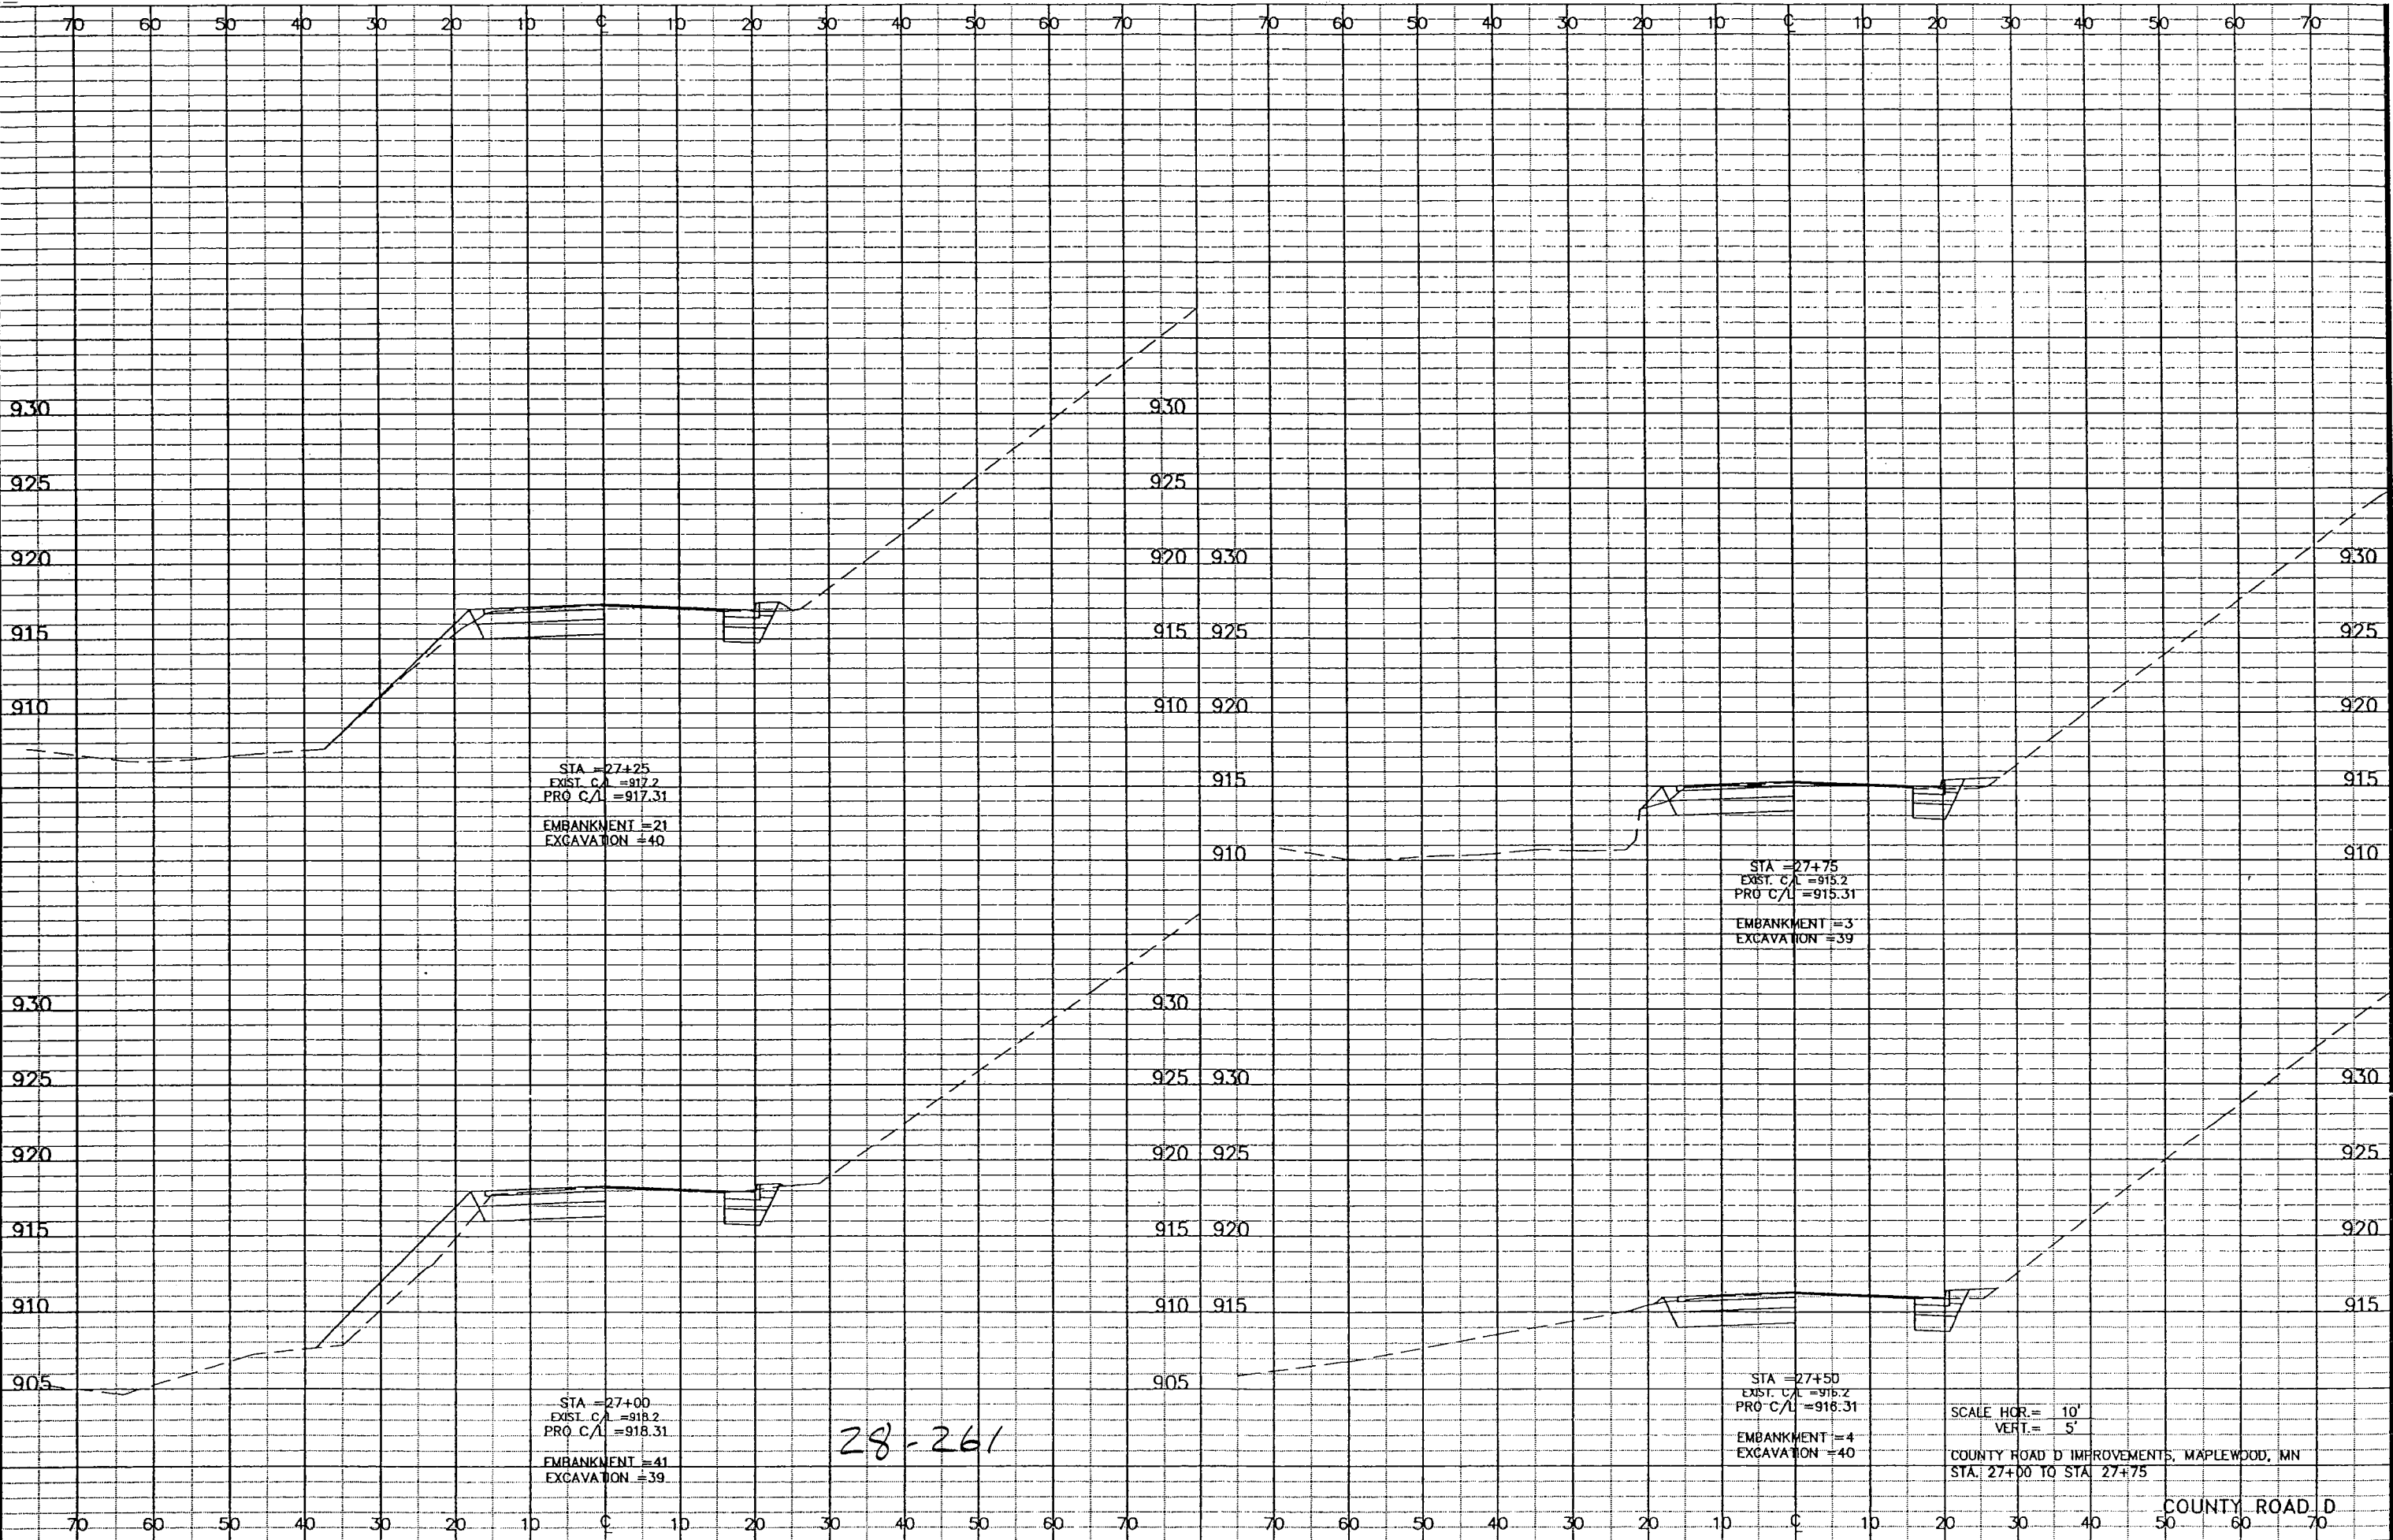 70 60 50 40 30 20 10 ℄ 10 20 30 40 50 60 70 70 60 50 40 30 20 10 ℄ 10 20 30 40 50 60 70
930 930
925 925
920 920 930 930
915 915 925 925
910 910 920 920
915 915
910 910
STA =27+25
EXIST. C/L =917.2
PRO C/L =917.31
EMBANKMENT =21
EXCAVATION =40
STA =27+75
EXIST. C/L =915.2
PRO C/L =915.31
EMBANKMENT =3
EXCAVATION =39
930 930
925 925 930 930
920 920 925 925
915 915 920 920
910 910 915 915
905 905
STA =27+00
EXIST. C/L =918.2
PRO C/L =918.31
EMBANKMENT =41
EXCAVATION =39
28-261
STA =27+50
EXIST. C/L =916.2
PRO C/L =916.31
EMBANKMENT =4
EXCAVATION =40
SCALE HOR.= 10'
VERT.= 5'
COUNTY ROAD D IMPROVEMENTS, MAPLEWOOD, MN
STA. 27+00 TO STA 27+75
COUNTY ROAD D
70 60 50 40 30 20 10 ℄ 10 20 30 40 50 60 70 70 60 50 40 30 20 10 ℄ 10 20 30 40 50 60 70